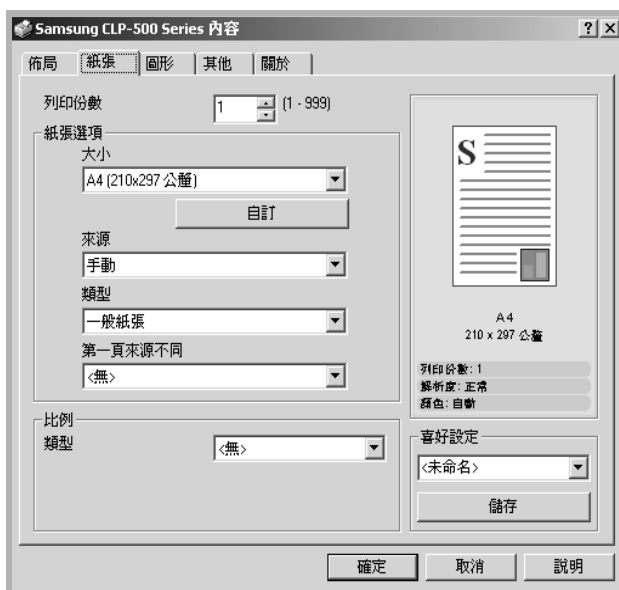 Samsung CLP-500 Series 內容
佈局 紙張 圖形 其他 關於
列印份數 1 (1 - 999)
紙張選項
大小
A4 (210x297 公釐)
自訂
來源
手動
類型
一般紙張
第一頁來源不同
<無>
比例
類型 <無>
S
A4
210 x 297 公釐
列印份數: 1
解析度: 正常
顏色: 自動
喜好設定
<未命名>
儲存
確定 取消 說明